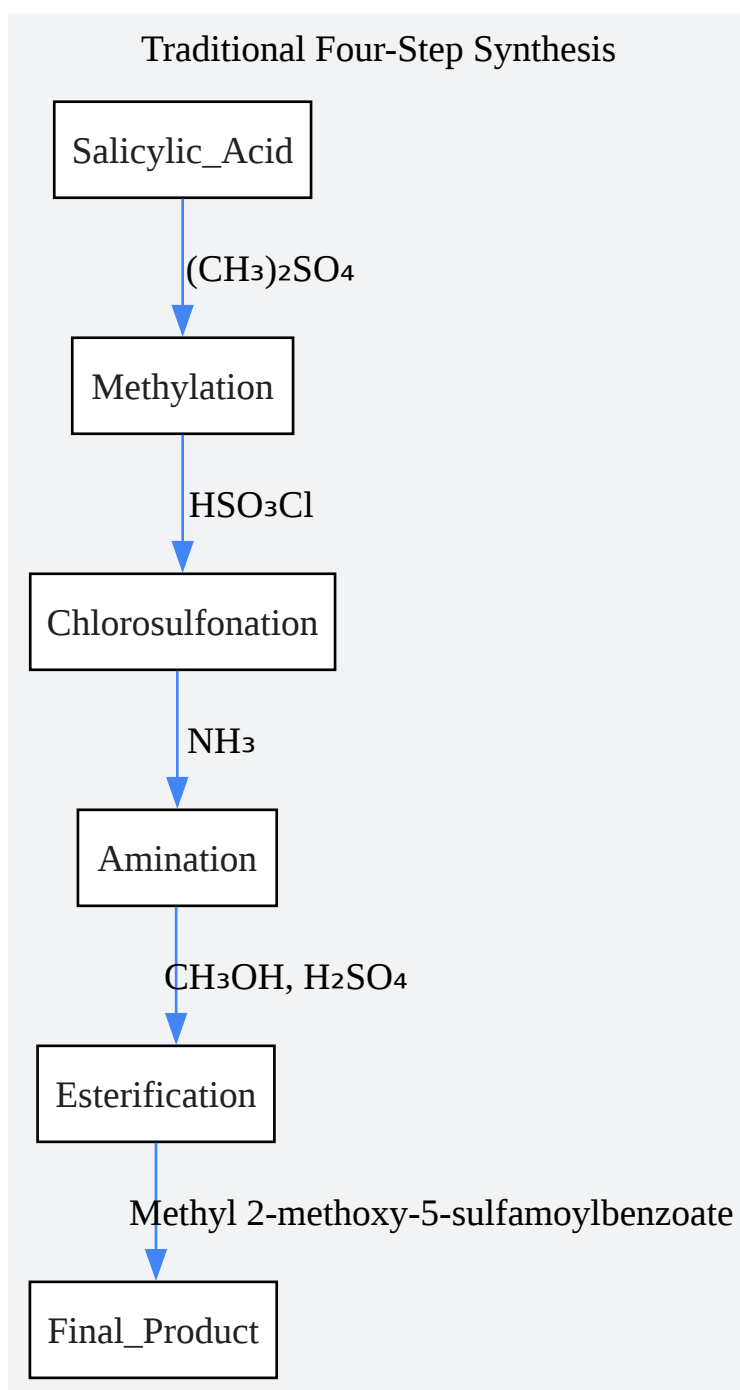 Traditional Four-Step Synthesis
Salicylic_Acid
(CH₃)₂SO₄
Methylation
HSO₃Cl
Chlorosulfonation
NH₃
Amination
CH₃OH, H₂SO₄
Esterification
Methyl 2-methoxy-5-sulfamoylbenzoate
Final_Product